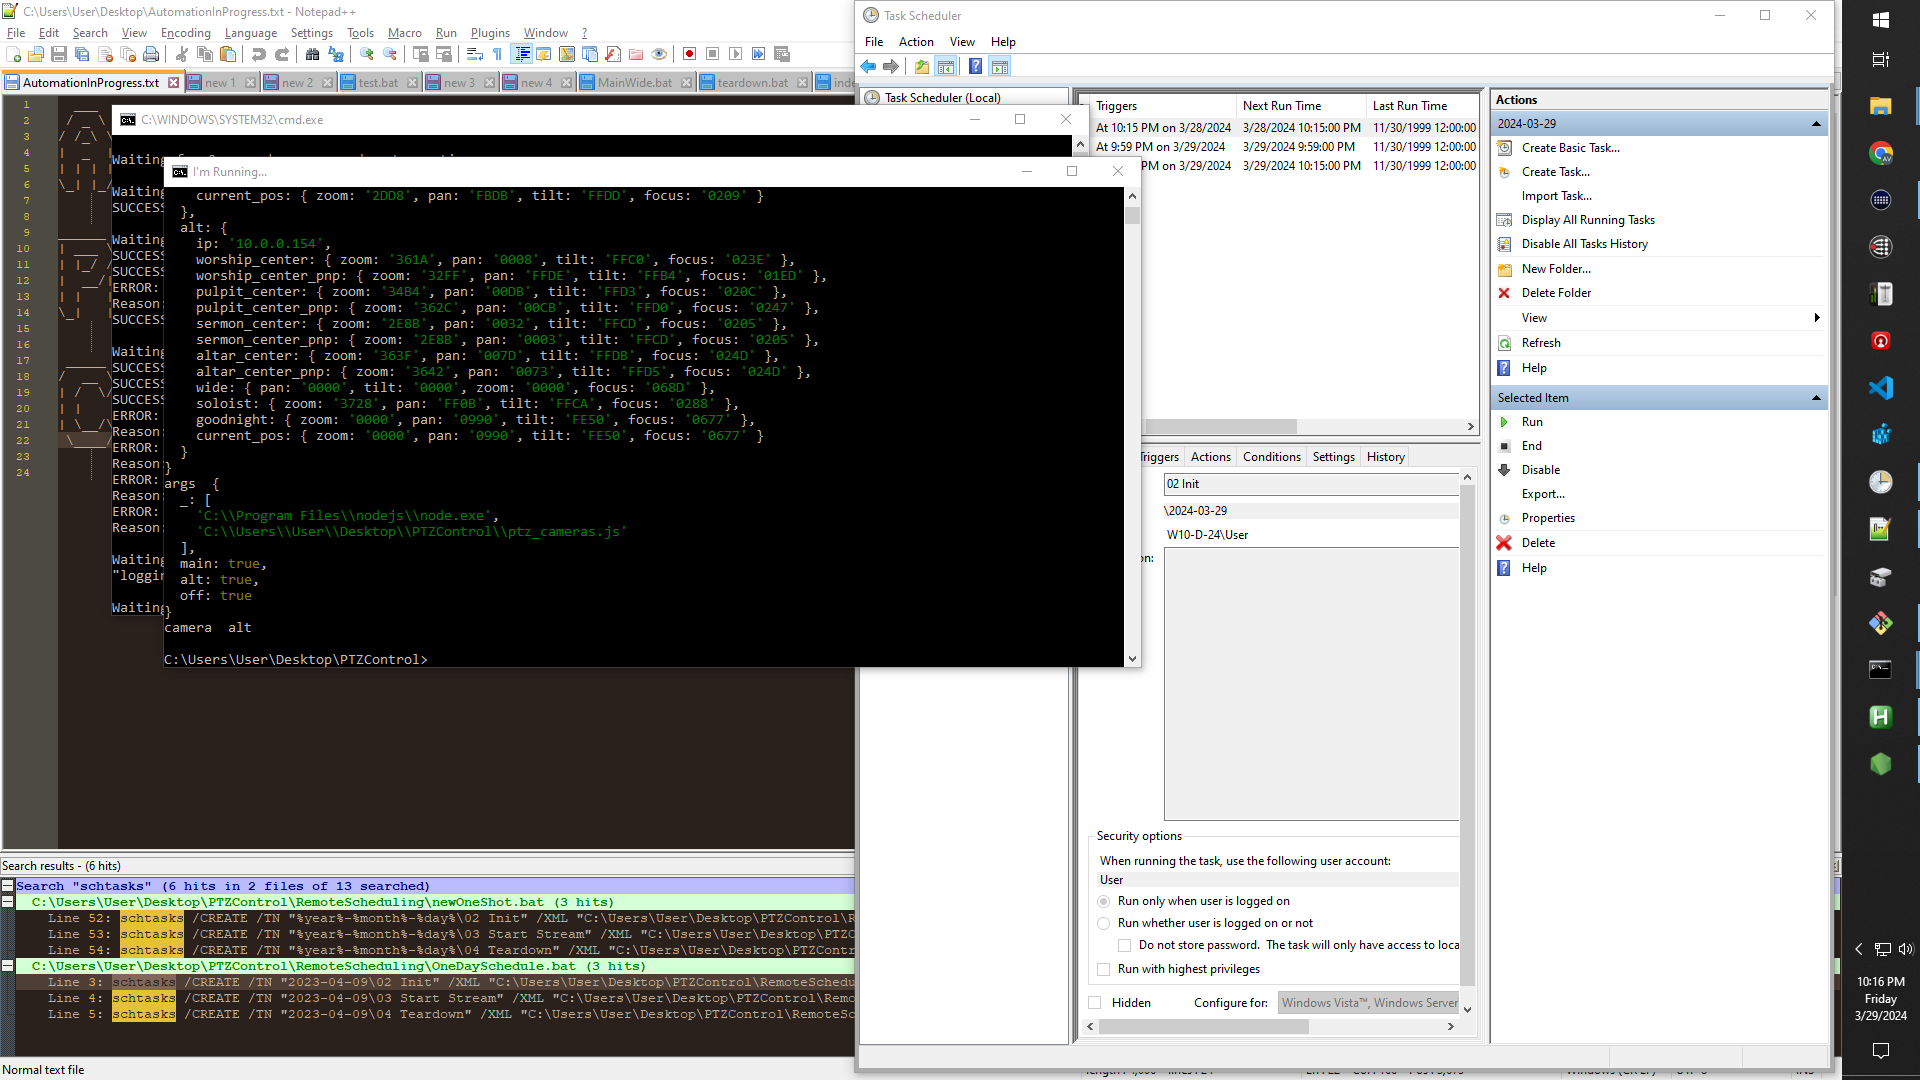 C:\Users\User\Desktop\AutomationInProgress.txt - Notepad++
File Edit Search View Encoding Language Settings Tools Macro Run Plugins Window ?
AutomationInProgress.txt new 1 new 2 test.bat new 3 new 4 MainWide.bat teardown.bat
1
2
3
4
5
6
7
8
9
10
11
12
13
14
15
16
17
18
19
20
21
22
23
24
C:\WINDOWS\SYSTEM32\cmd.exe
Waiting
Waiting
SUCCESS
Waiting
SUCCESS
SUCCESS
ERROR:
Reason:
SUCCESS
Waiting
SUCCESS
SUCCESS
SUCCESS
ERROR:
Reason:
ERROR:
Reason:
ERROR:
Reason:
ERROR:
Reason:
Waiting
"loggin
Waiting
I'm Running...
current_pos: { zoom: '2DD8', pan: 'FBDB', tilt: 'FFDD', focus: '0209' }
},
alt: {
ip: '10.0.0.154',
worship_center: { zoom: '361A', pan: '0008', tilt: 'FFC0', focus: '023E' },
worship_center_pnp: { zoom: '32FF', pan: 'FFDE', tilt: 'FFB4', focus: '01ED' },
pulpit_center: { zoom: '34B4', pan: '00DB', tilt: 'FFD3', focus: '020C' },
pulpit_center_pnp: { zoom: '362C', pan: '00CB', tilt: 'FFD0', focus: '0247' },
sermon_center: { zoom: '2E8B', pan: '0032', tilt: 'FFCD', focus: '0205' },
sermon_center_pnp: { zoom: '2E8B', pan: '0003', tilt: 'FFCD', focus: '0205' },
altar_center: { zoom: '363F', pan: '007D', tilt: 'FFDB', focus: '024D' },
altar_center_pnp: { zoom: '3642', pan: '0073', tilt: 'FFD5', focus: '024D' },
wide: { pan: '0000', tilt: '0000', zoom: '0000', focus: '068D' },
soloist: { zoom: '3728', pan: 'FF0B', tilt: 'FFCA', focus: '0288' },
goodnight: { zoom: '0000', pan: '0990', tilt: 'FE50', focus: '0677' },
current_pos: { zoom: '0000', pan: '0990', tilt: 'FE50', focus: '0677' }
}
}
args {
_: [
'C:\\Program Files\\nodejs\\node.exe',
'C:\\Users\\User\\Desktop\\PTZControl\\ptz_cameras.js'
],
main: true,
alt: true,
off: true
}
camera alt
C:\Users\User\Desktop\PTZControl>
Search results - (6 hits)
Search "schtasks" (6 hits in 2 files of 13 searched)
C:\Users\User\Desktop\PTZControl\RemoteScheduling\newOneShot.bat (3 hits)
Line 52: schtasks /CREATE /TN "%year%-%month%-%day%\02 Init" /XML "C:\Users\User\Desktop\PTZControl\R
Line 53: schtasks /CREATE /TN "%year%-%month%-%day%\03 Start Stream" /XML "C:\Users\User\Desktop\PTZC
Line 54: schtasks /CREATE /TN "%year%-%month%-%day%\04 Teardown" /XML "C:\Users\User\Desktop\PTZContr
C:\Users\User\Desktop\PTZControl\RemoteScheduling\OneDaySchedule.bat (3 hits)
Line 3: schtasks /CREATE /TN "2023-04-09\02 Init" /XML "C:\Users\User\Desktop\PTZControl\RemoteSchedu
Line 4: schtasks /CREATE /TN "2023-04-09\03 Start Stream" /XML "C:\Users\User\Desktop\PTZControl\Remo
Line 5: schtasks /CREATE /TN "2023-04-09\04 Teardown" /XML "C:\Users\User\Desktop\PTZControl\RemoteSc
Normal text file
Task Scheduler
File Action View Help
Task Scheduler (Local)
Triggers Next Run Time Last Run Time
At 10:15 PM on 3/28/2024 3/28/2024 10:15:00 PM 11/30/1999 12:00:00
At 9:59 PM on 3/29/2024 3/29/2024 9:59:00 PM 11/30/1999 12:00:00
PM on 3/29/2024 3/29/2024 10:15:00 PM 11/30/1999 12:00:00
Triggers Actions Conditions Settings History
02 Init
\2024-03-29
W10-D-24\User
on:
Security options
When running the task, use the following user account:
User
Run only when user is logged on
Run whether user is logged on or not
Do not store password. The task will only have access to loca
Run with highest privileges
Hidden Configure for: Windows Vista™, Windows Server
Actions
2024-03-29
Create Basic Task...
Create Task...
Import Task...
Display All Running Tasks
Disable All Tasks History
New Folder...
Delete Folder
View
Refresh
Help
Selected Item
Run
End
Disable
Export...
Properties
Delete
Help
10:16 PM
Friday
3/29/2024